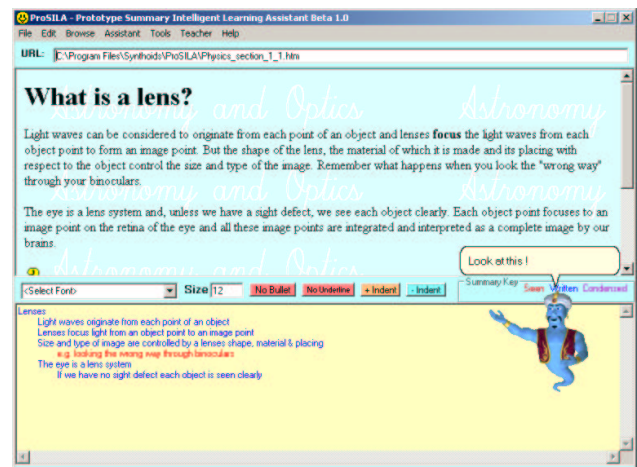 ProSILA - Prototype Summary Intelligent Learning Assistant Beta 1.0
File Edit Browse Assistant Tools Teacher Help
URL: C:\Program Files\Synthoids\ProSILA\Physics_section_1_1.htm
What is a lens?
Astronomy and Optics Astronomy
Light waves can be considered to originate from each point of an object and lenses focus the light waves from each
object point to form an image point. But the shape of the lens, the material of which it is made and its placing with
respect to the object control the size and type of the image. Remember what happens when you look the "wrong way"
through your binoculars.
Astronomy and Optics Astronomy
The eye is a lens system and, unless we have a sight defect, we see each object clearly. Each object point focuses to an
image point on the retina of the eye and all these image points are integrated and interpreted as a complete image by our
brains.
Look at this !
<Select Font> Size 12 No Bullet No Underline + Indent - Indent Summary Key Seen Written Condensed
Lenses
Light waves originate from each point of an object
Lenses focus light from an object point to an image point
Size and type of image are controlled by a lenses shape, material & placing
e.g. looking the wrong way through binoculars
The eye is a lens system
If we have no sight defect each object is seen clearly